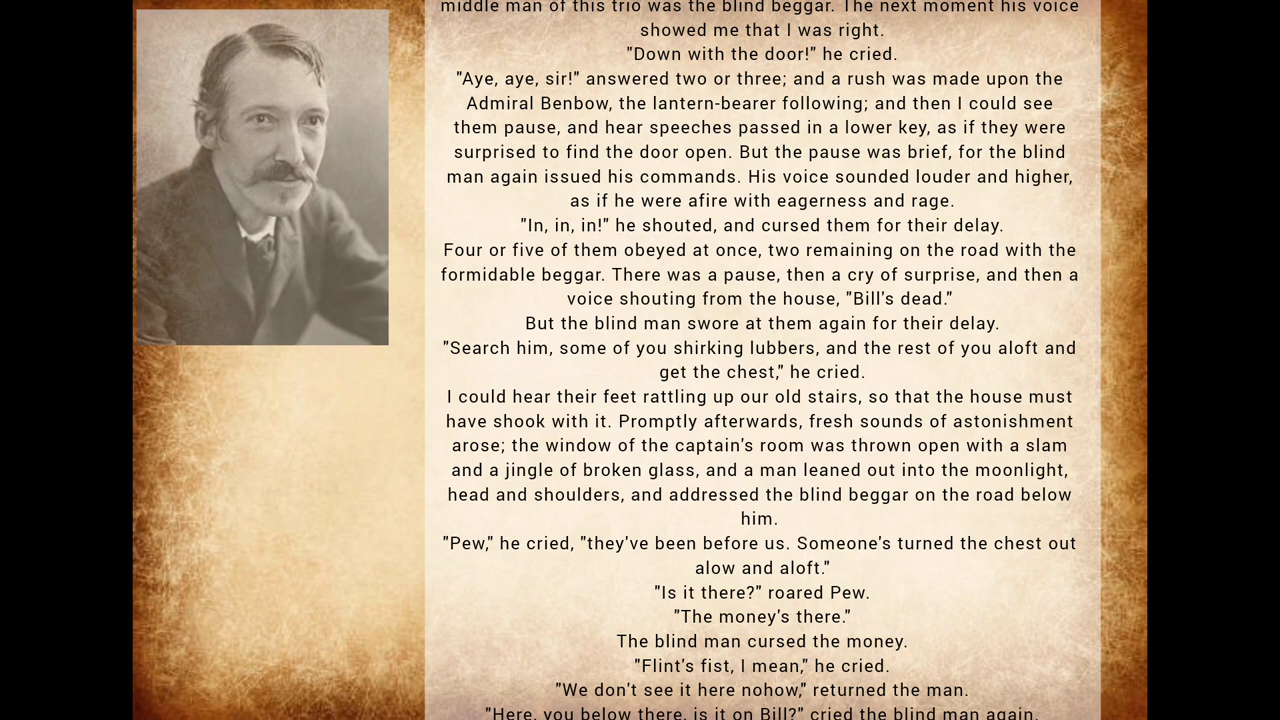 middle man of this trio was the blind beggar. The next moment his voice
showed me that I was right.
"Down with the door!" he cried.
"Aye, aye, sir!" answered two or three; and a rush was made upon the
Admiral Benbow, the lantern-bearer following; and then I could see
them pause, and hear speeches passed in a lower key, as if they were
surprised to find the door open. But the pause was brief, for the blind
man again issued his commands. His voice sounded louder and higher,
as if he were afire with eagerness and rage.
"In, in, in!" he shouted, and cursed them for their delay.
Four or five of them obeyed at once, two remaining on the road with the
formidable beggar. There was a pause, then a cry of surprise, and then a
voice shouting from the house, "Bill's dead."
But the blind man swore at them again for their delay.
"Search him, some of you shirking lubbers, and the rest of you aloft and
get the chest," he cried.
I could hear their feet rattling up our old stairs, so that the house must
have shook with it. Promptly afterwards, fresh sounds of astonishment
arose; the window of the captain's room was thrown open with a slam
and a jingle of broken glass, and a man leaned out into the moonlight,
head and shoulders, and addressed the blind beggar on the road below
him.
"Pew," he cried, "they've been before us. Someone's turned the chest out
alow and aloft."
"Is it there?" roared Pew.
"The money's there."
The blind man cursed the money.
"Flint's fist, I mean," he cried.
"We don't see it here nohow," returned the man.
"Here, you below there, is it on Bill?" cried the blind man again.